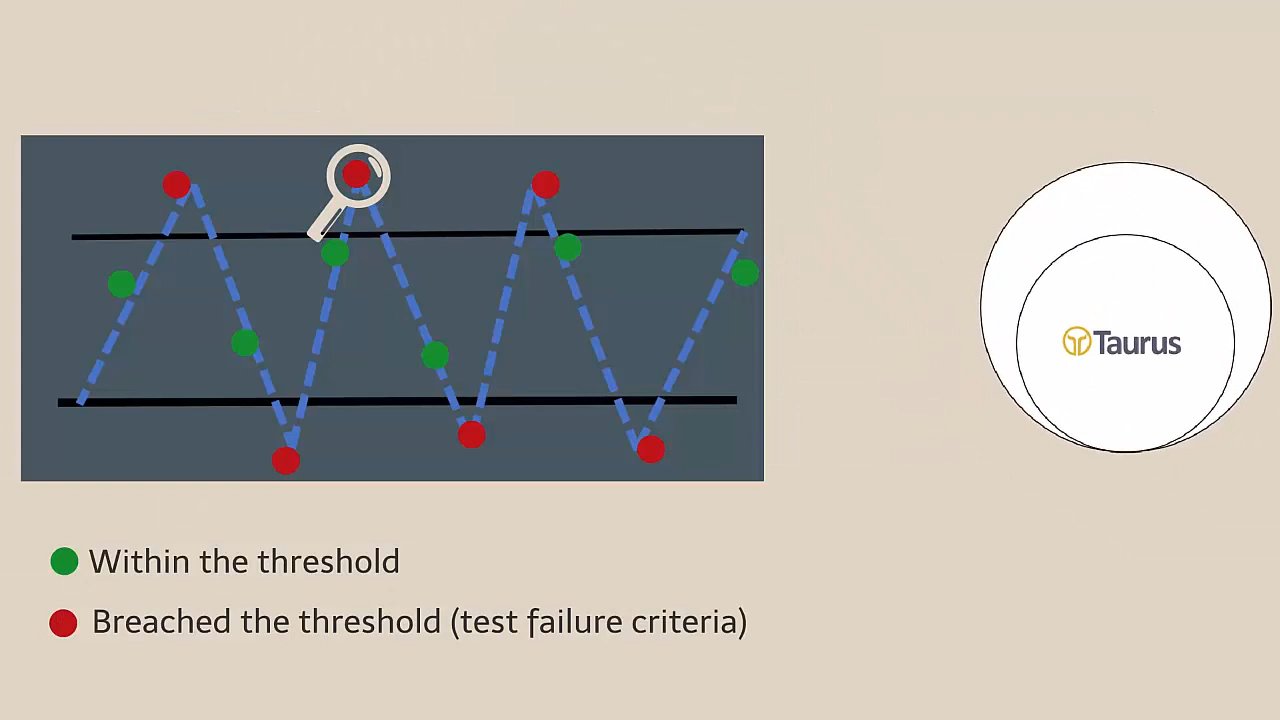 Taurus
Within the threshold
Breached the threshold (test failure criteria)